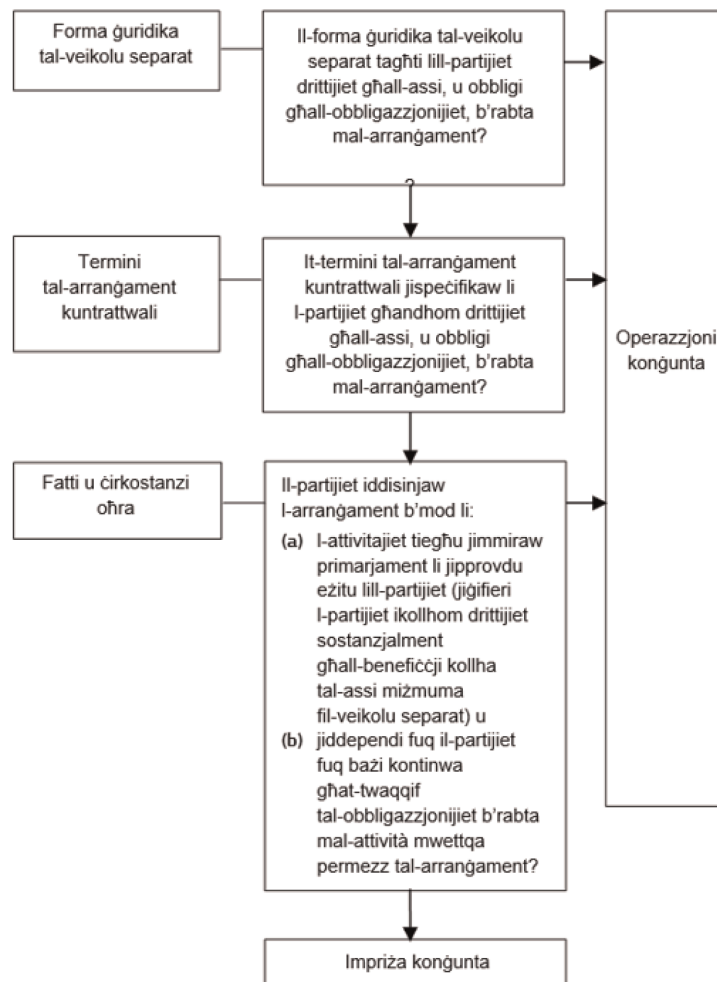 Forma ġuridika
tal-veikolu separat
Il-forma ġuridika tal-veikolu
separat tagħti lill-partijiet
drittijiet għall-assi, u obbligi
għall-obbligazzjonijiet, b'rabta
mal-arranġament?
?
Termini
tal-arranġament
kuntrattwali
It-termini tal-arranġament
kuntrattwali jispeċifikaw li
l-partijiet għandhom drittijiet
għall-assi, u obbligi
għall-obbligazzjonijiet, b'rabta
mal-arranġament?
Operazzjoni
konġunta
Fatti u ċirkostanzi
oħra
Il-partijiet iddisinjaw
l-arranġament b'mod li:
(a) l-attivitajiet tiegħu jimmiraw
primarjament li jipprovdu
eżitu lill-partijiet (jiġifieri
l-partijiet ikollhom drittijiet
sostanzjalment
għall-benefiċċji kollha
tal-assi miżmuma
fil-veikolu separat) u
(b) jiddependi fuq il-partijiet
fuq bażi kontinwa
għat-twaqqif
tal-obbligazzjonijiet b'rabta
mal-attività mwettqa
permezz tal-arranġament?
Impriża konġunta